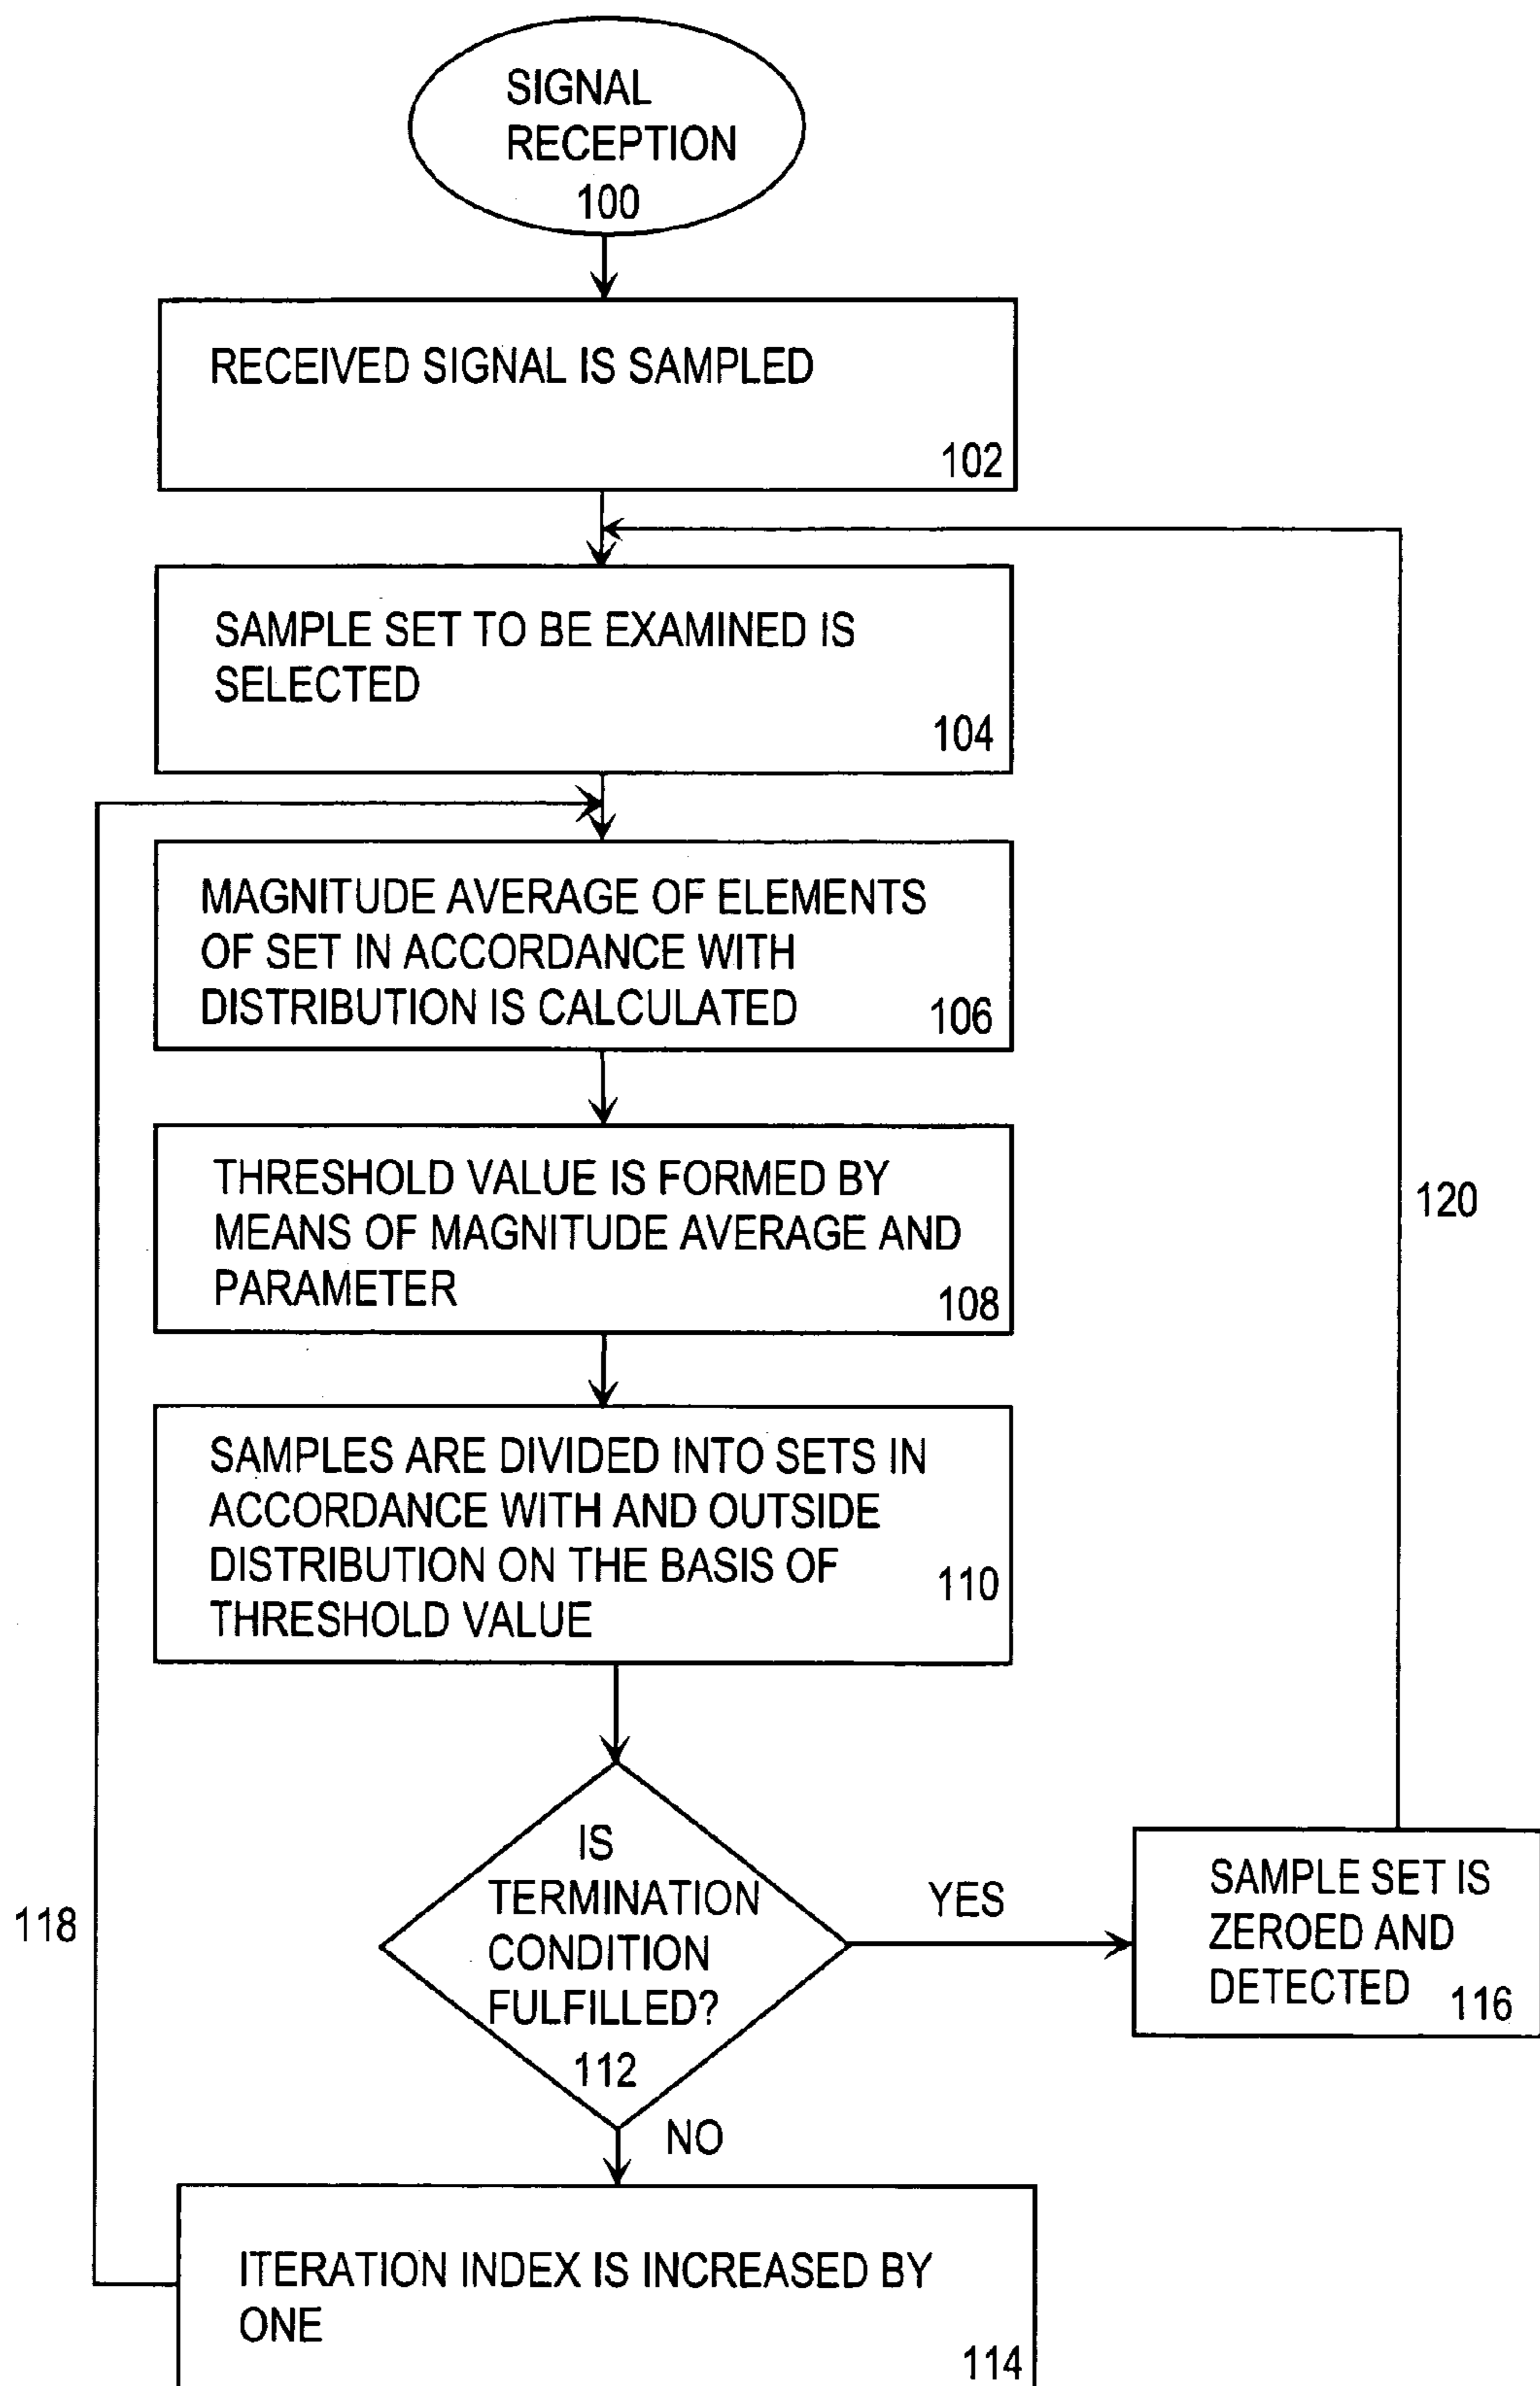 SIGNAL
RECEPTION
100
RECEIVED SIGNAL IS SAMPLED
102
SAMPLE SET TO BE EXAMINED IS
SELECTED
104
MAGNITUDE AVERAGE OF ELEMENTS
OF SET IN ACCORDANCE WITH
DISTRIBUTION IS CALCULATED
106
THRESHOLD VALUE IS FORMED BY
MEANS OF MAGNITUDE AVERAGE AND
PARAMETER
108
120
SAMPLES ARE DIVIDED INTO SETS IN
ACCORDANCE WITH AND OUTSIDE
DISTRIBUTION ON THE BASIS OF
THRESHOLD VALUE
110
IS
TERMINATION
CONDITION
FULFILLED?
112
YES
SAMPLE SET IS
ZEROED AND
DETECTED
116
118
NO
ITERATION INDEX IS INCREASED BY
ONE
114